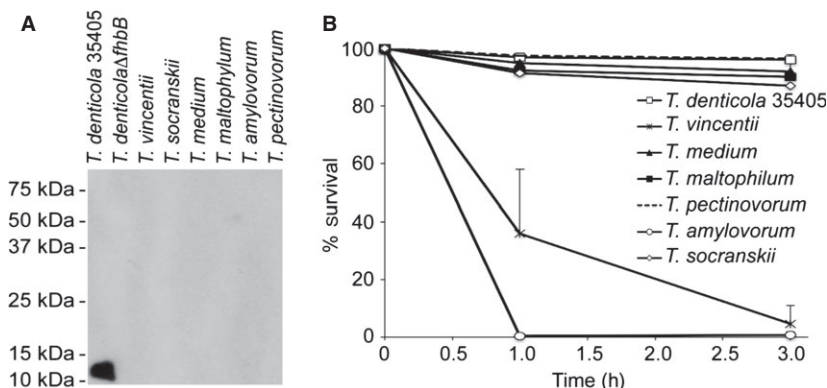 A
T. denticola 35405
T. denticolaΔfhbB
T. vincentii
T. socranskii
T. medium
T. maltophylum
T. amylovorum
T. pectinovorum
75 kDa -
50 kDa -
37 kDa -
25 kDa -
15 kDa -
10 kDa -
B
% survival
100
80
60
40
20
0
0 0.5 1.0 1.5 2.0 2.5 3.0
Time (h)
T. denticola 35405
T. vincentii
T. medium
T. maltophilum
T. pectinovorum
T. amylovorum
T. socranskii